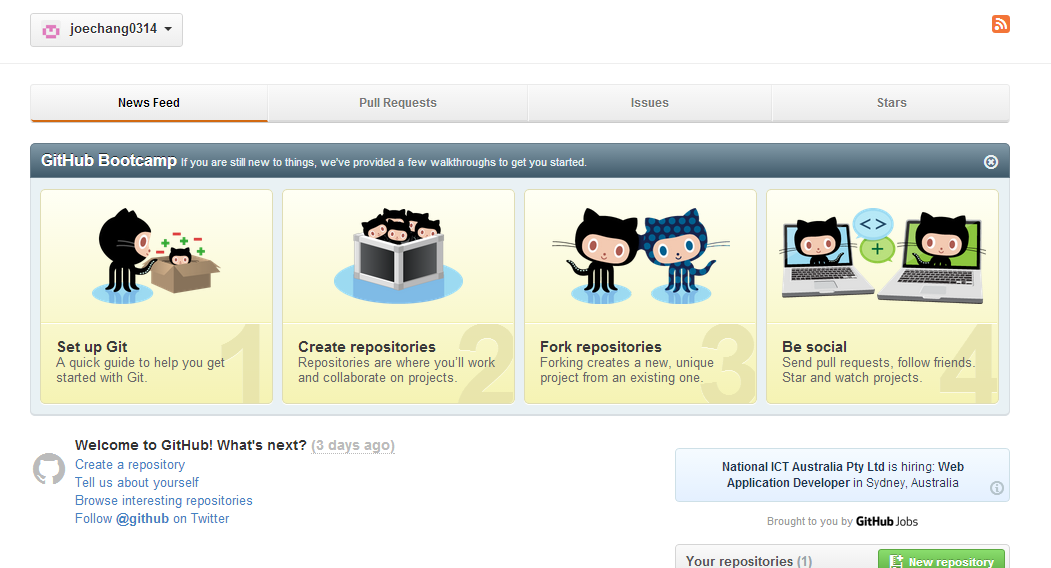 joechang0314
News Feed
Pull Requests
Issues
Stars
GitHub Bootcamp If you are still new to things, we've provided a few walkthroughs to get you started.
1
Set up Git
A quick guide to help you get
started with Git.
2
Create repositories
Repositories are where you'll work
and collaborate on projects.
3
Fork repositories
Forking creates a new, unique
project from an existing one.
4
Be social
Send pull requests, follow friends.
Star and watch projects.
Welcome to GitHub! What's next? (3 days ago)
Create a repository
Tell us about yourself
Browse interesting repositories
Follow @github on Twitter
National ICT Australia Pty Ltd is hiring: Web
Application Developer in Sydney, Australia
Brought to you by GitHub Jobs
Your repositories (1)
New repository